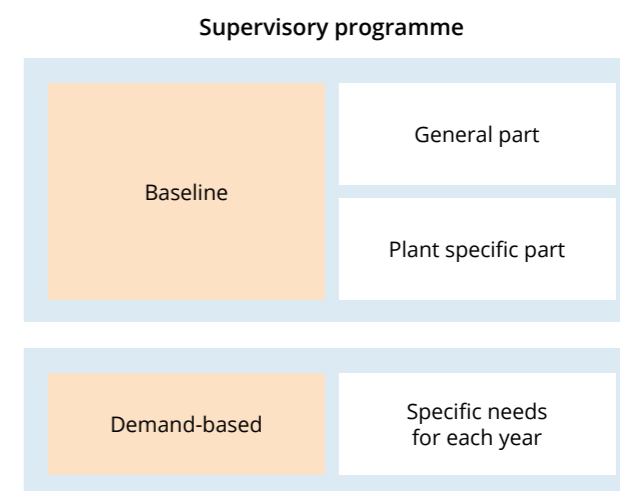 Supervisory programme
Baseline
General part
Plant specific part
Demand-based
Specific needs
for each year